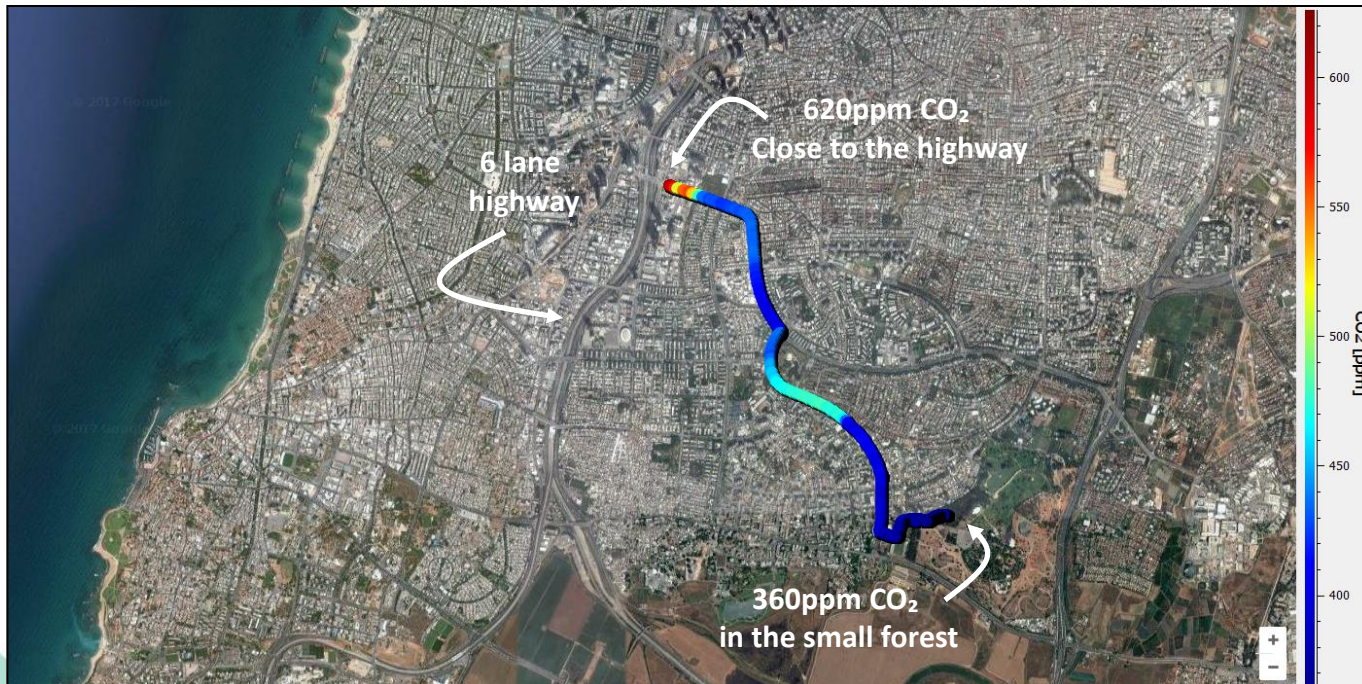 © 2017 Google
620ppm CO₂
Close to the highway
6 lane
highway
© 2017 Google
360ppm CO₂
in the small forest
600
550
500
450
400
CO2 [ppm]
+
−